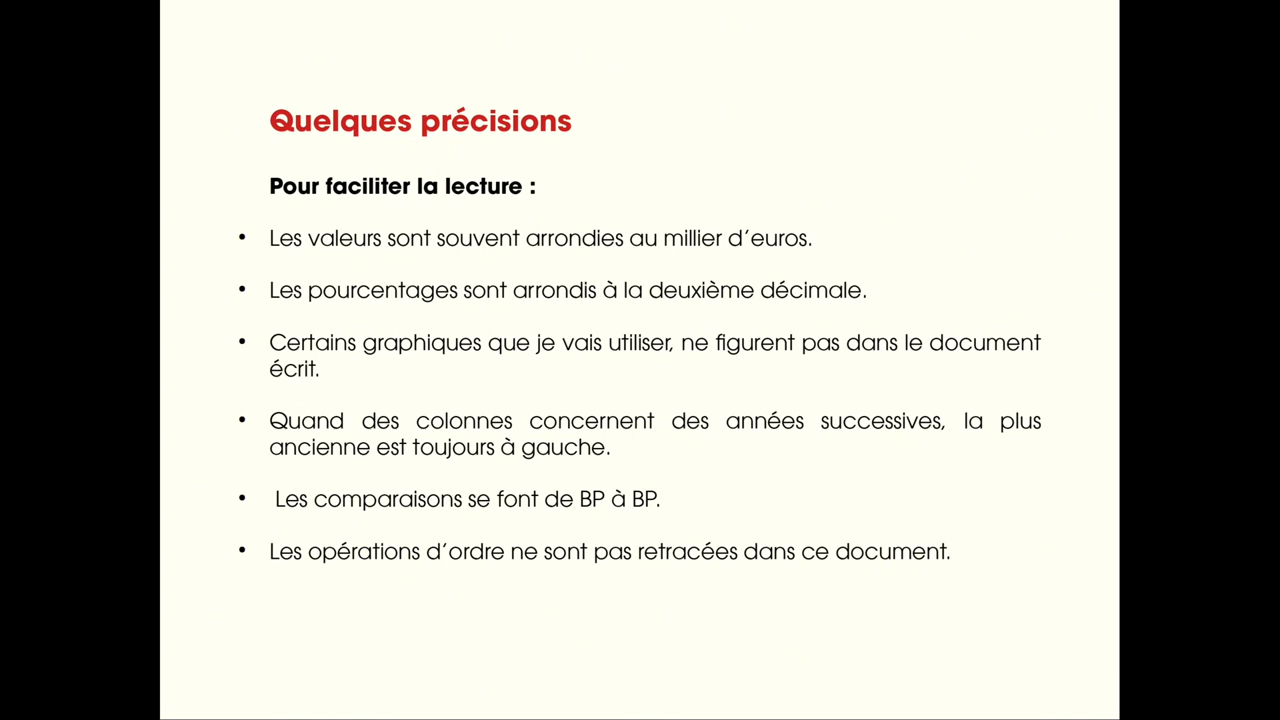 Quelques précisions
Pour faciliter la lecture :
• Les valeurs sont souvent arrondies au millier d’euros.
• Les pourcentages sont arrondis à la deuxième décimale.
• Certains graphiques que je vais utiliser, ne figurent pas dans le document
écrit.
• Quand des colonnes concernent des années successives, la plus
ancienne est toujours à gauche.
• Les comparaisons se font de BP à BP.
• Les opérations d’ordre ne sont pas retracées dans ce document.